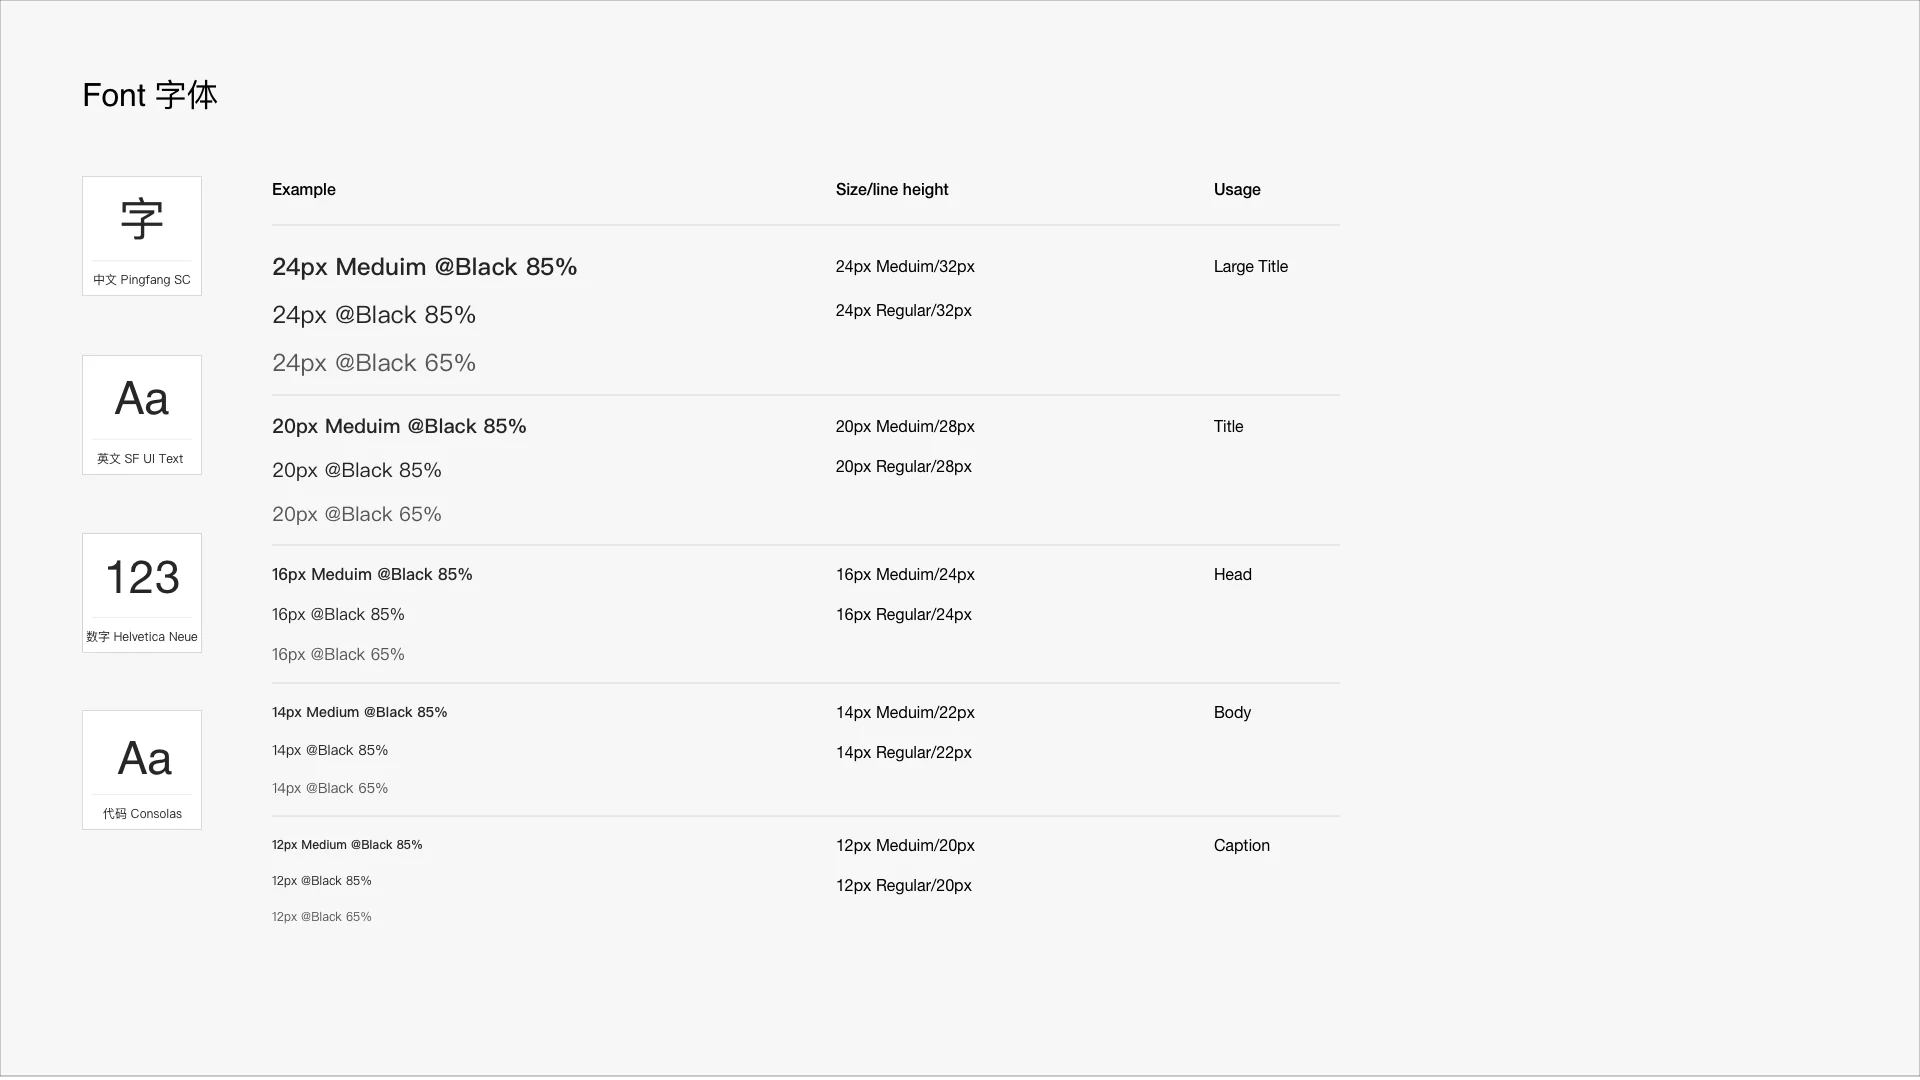 Font 字体
字
中文 Pingfang SC
Aa
英文 SF UI Text
123
数字 Helvetica Neue
Aa
代码 Consolas
Example Size/line height Usage
24px Meduim @Black 85% 24px Meduim/32px Large Title
24px @Black 85% 24px Regular/32px
24px @Black 65%
20px Meduim @Black 85% 20px Meduim/28px Title
20px @Black 85% 20px Regular/28px
20px @Black 65%
16px Meduim @Black 85% 16px Meduim/24px Head
16px @Black 85% 16px Regular/24px
16px @Black 65%
14px Medium @Black 85% 14px Meduim/22px Body
14px @Black 85% 14px Regular/22px
14px @Black 65%
12px Medium @Black 85% 12px Meduim/20px Caption
12px @Black 85% 12px Regular/20px
12px @Black 65%